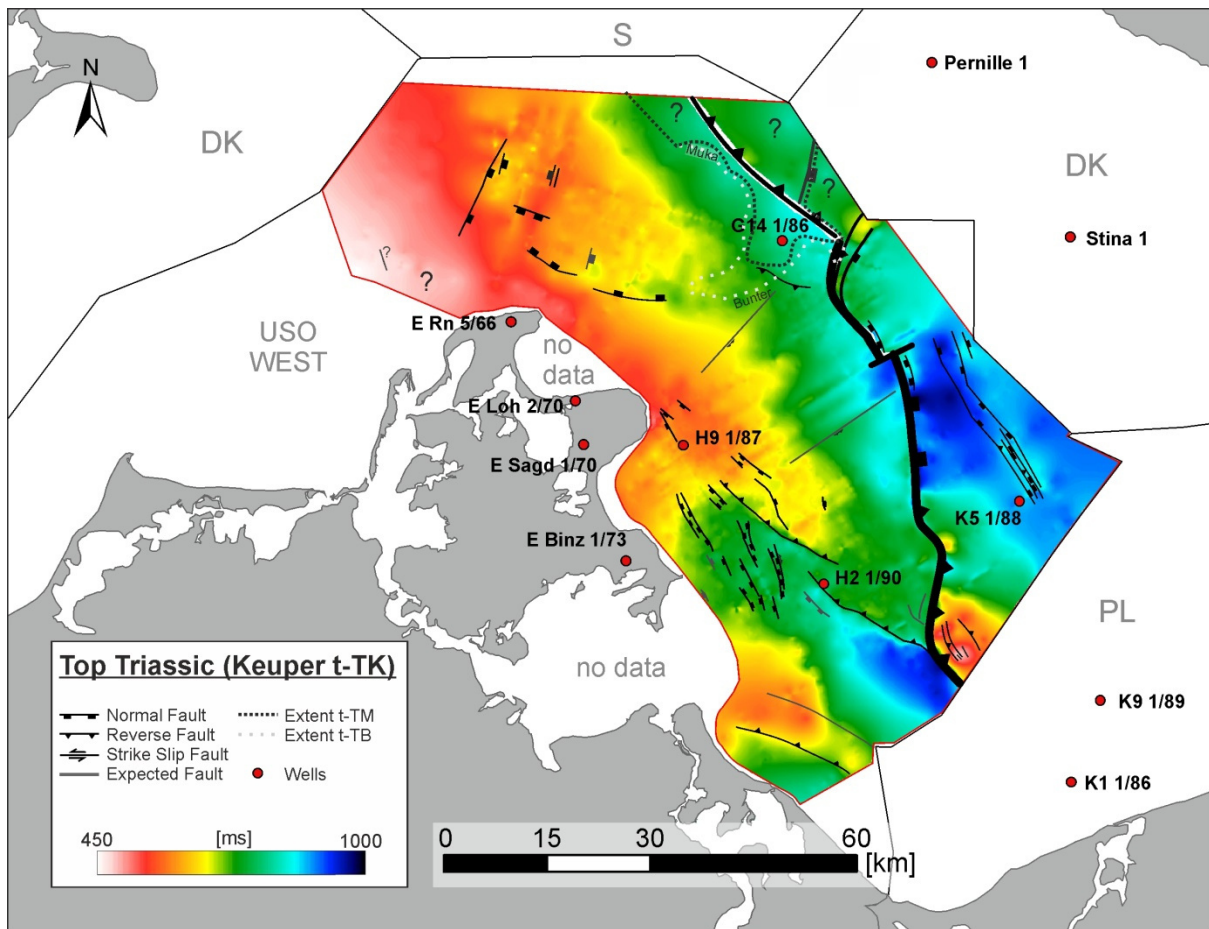 S
Pernille 1
N
?
?
DK
Muka
?
DK
G14 1/86
Stina 1
?
?
Bunter
E Rn 5/66
USO
WEST
no
data
E Loh 2/70
H9 1/87
E Sagd 1/70
K5 1/88
E Binz 1/73
H2 1/90
PL
no data
Top Triassic (Keuper t-TK)
Normal Fault
Extent t-TM
Reverse Fault
Extent t-TB
Strike Slip Fault
Expected Fault
Wells
K9 1/89
K1 1/86
450 [ms] 1000
0 15 30 60
[km]